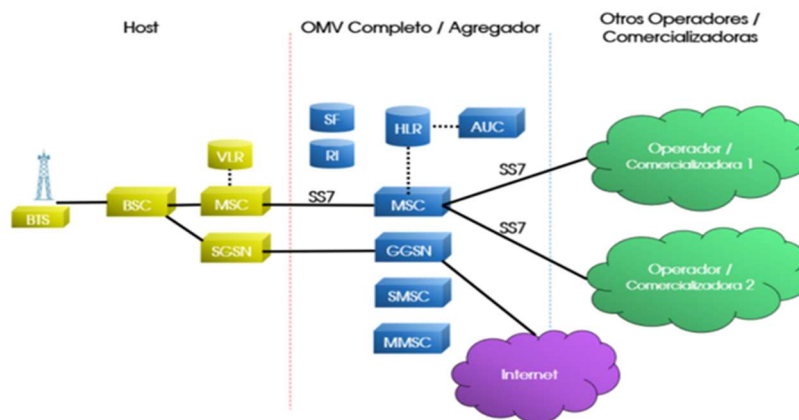 Host
OMV Completo / Agregador
Otros Operadores /
Comercializadoras
SF
HLR
AUC
VLR
RI
Operador /
Comercializadora 1
SS7
BTS
BSC
MSC
SS7
MSC
SS7
SGSN
GGSN
Operador /
Comercializadora 2
SMSC
MMSC
Internet